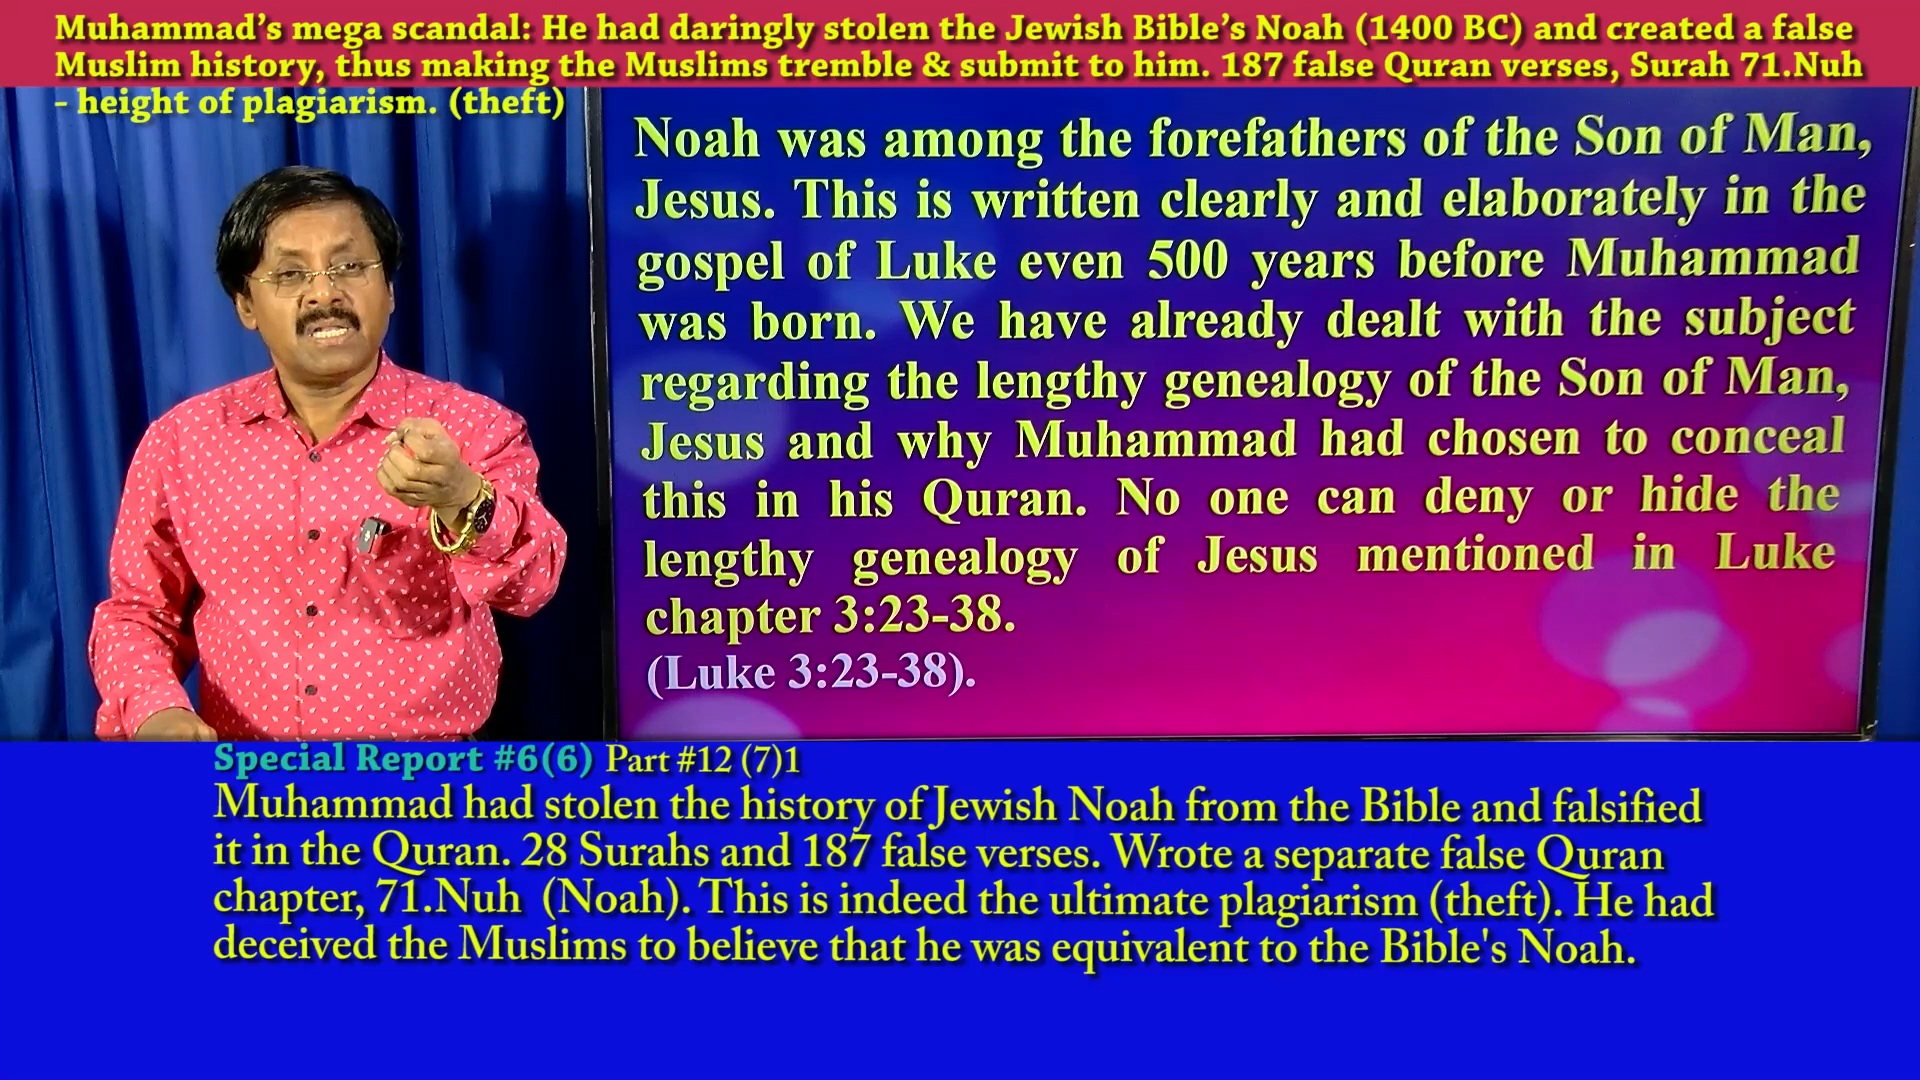 Muhammad’s mega scandal: He had daringly stolen the Jewish Bible’s Noah (1400 BC) and created a false
Muslim history, thus making the Muslims tremble & submit to him. 187 false Quran verses, Surah 71.Nuh
- height of plagiarism. (theft)
Noah was among the forefathers of the Son of Man,
Jesus. This is written clearly and elaborately in the
gospel of Luke even 500 years before Muhammad
was born. We have already dealt with the subject
regarding the lengthy genealogy of the Son of Man,
Jesus and why Muhammad had chosen to conceal
this in his Quran. No one can deny or hide the
lengthy genealogy of Jesus mentioned in Luke
chapter 3:23-38.
(Luke 3:23-38).
Special Report #6(6) Part #12 (7)1
Muhammad had stolen the history of Jewish Noah from the Bible and falsified
it in the Quran. 28 Surahs and 187 false verses. Wrote a separate false Quran
chapter, 71.Nuh (Noah). This is indeed the ultimate plagiarism (theft). He had
deceived the Muslims to believe that he was equivalent to the Bible's Noah.